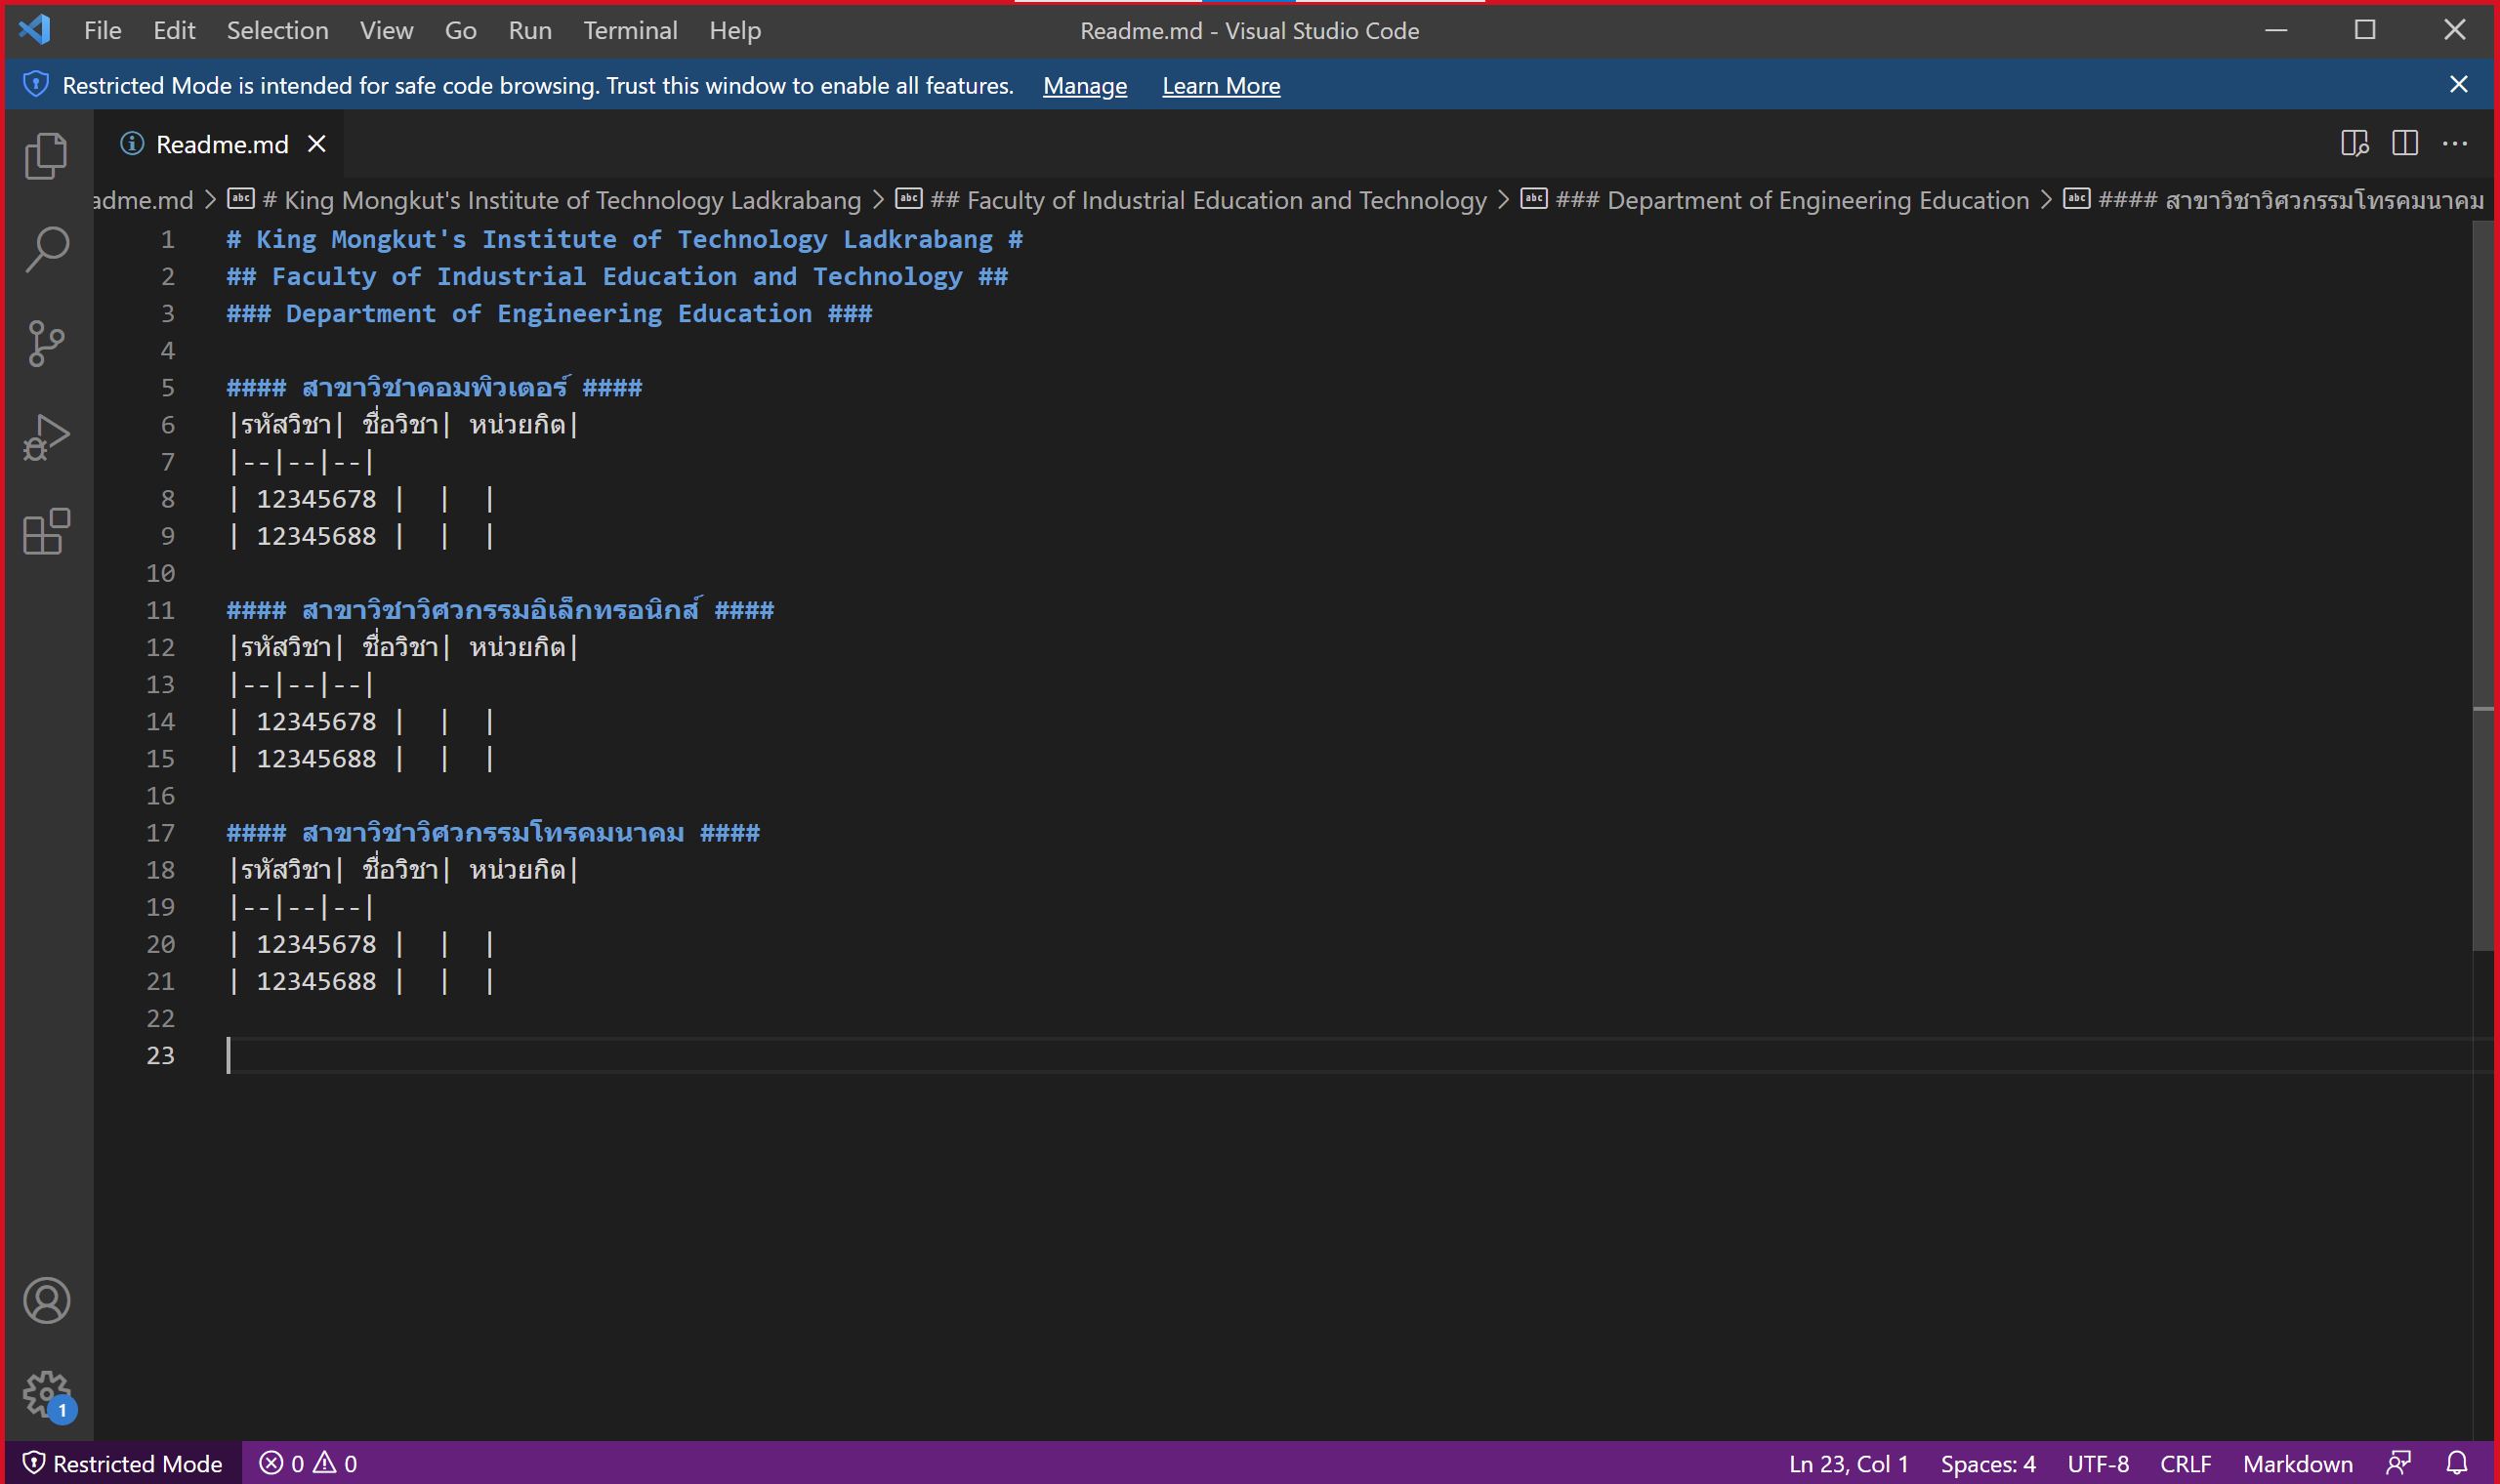 File Edit Selection View Go Run Terminal Help Readme.md - Visual Studio Code
Restricted Mode is intended for safe code browsing. Trust this window to enable all features. Manage Learn More
Readme.md
adme.md > # King Mongkut's Institute of Technology Ladkrabang > ## Faculty of Industrial Education and Technology > ### Department of Engineering Education > #### สาขาวิชาวิศวกรรมโทรคมนาคม
1 # King Mongkut's Institute of Technology Ladkrabang #
2 ## Faculty of Industrial Education and Technology ##
3 ### Department of Engineering Education ###
4
5 #### สาขาวิชาคอมพิวเตอร์ ####
6 |รหัสวิชา| ชื่อวิชา| หน่วยกิด|
7 |--|--|--|
8 | 12345678 |  |  |
9 | 12345688 |  |  |
10
11 #### สาขาวิชาวิศวกรรมอิเล็กทรอนิกส์ ####
12 |รหัสวิชา| ชื่อวิชา| หน่วยกิด|
13 |--|--|--|
14 | 12345678 |  |  |
15 | 12345688 |  |  |
16
17 #### สาขาวิชาวิศวกรรมโทรคมนาคม ####
18 |รหัสวิชา| ชื่อวิชา| หน่วยกิด|
19 |--|--|--|
20 | 12345678 |  |  |
21 | 12345688 |  |  |
22
23
1
Restricted Mode 0 0 Ln 23, Col 1 Spaces: 4 UTF-8 CRLF Markdown